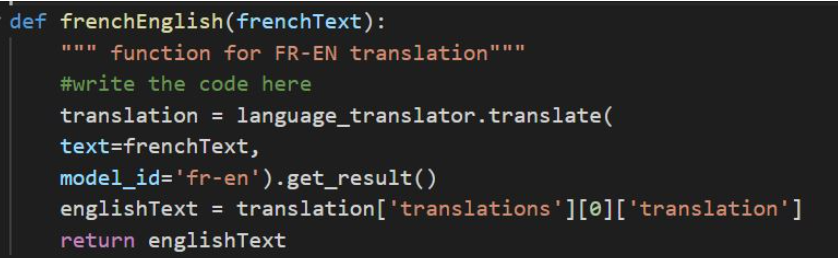 def frenchEnglish(frenchText):
    """ function for FR-EN translation"""
    #write the code here
    translation = language_translator.translate(
    text=frenchText,
    model_id='fr-en').get_result()
    englishText = translation['translations'][0]['translation']
    return englishText